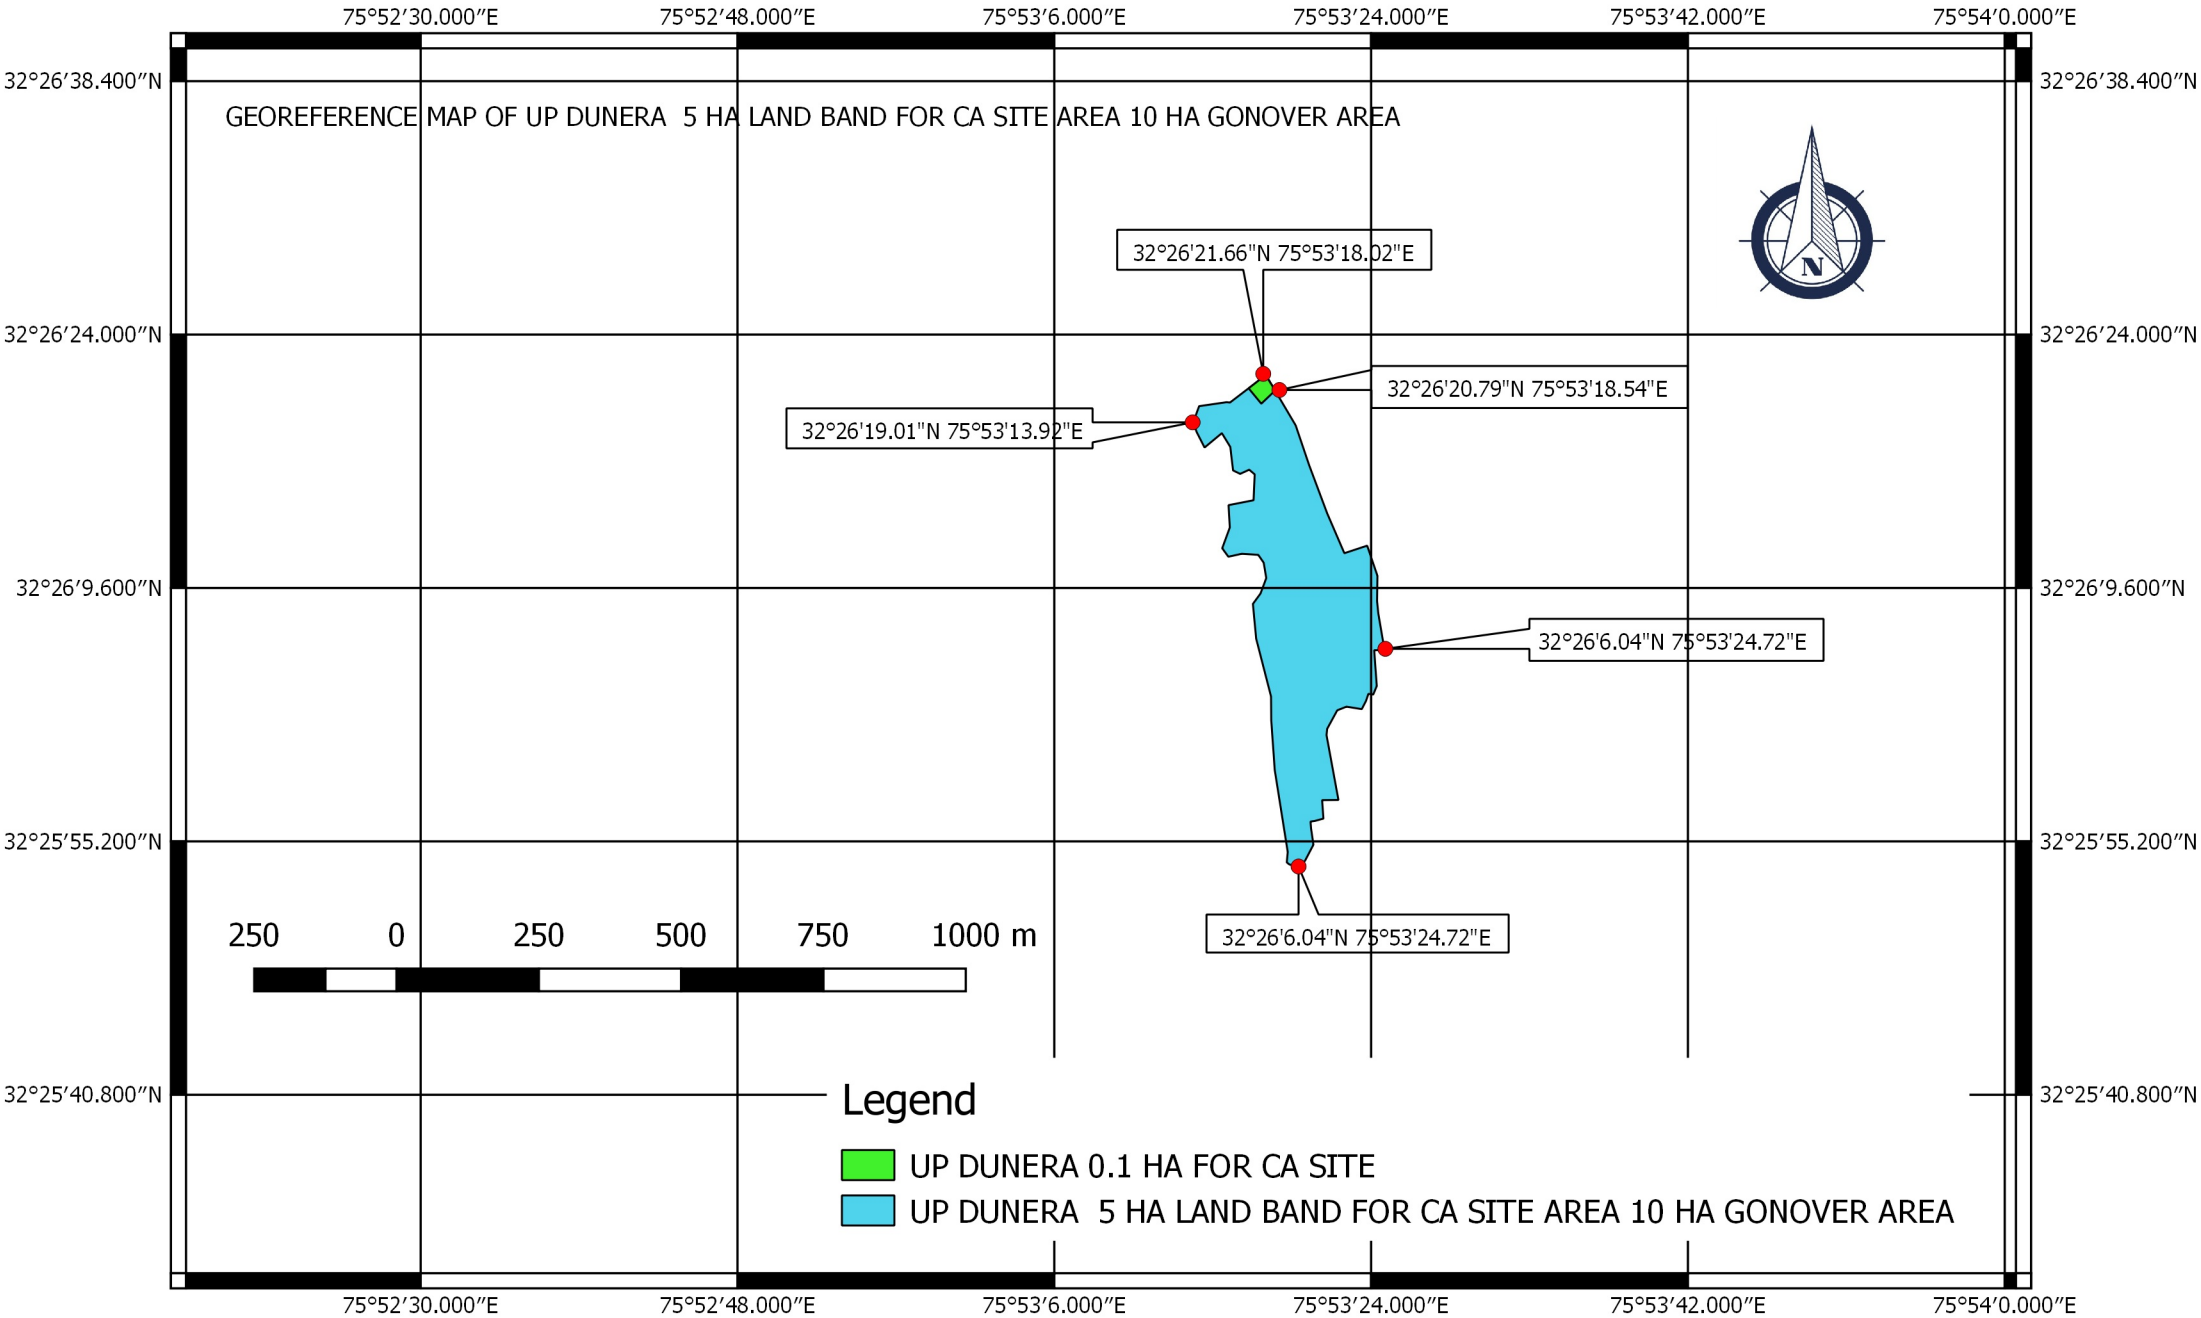 75°52′30.000″E 75°52′48.000″E 75°53′6.000″E 75°53′24.000″E 75°53′42.000″E 75°54′0.000″E
32°26′38.400″N 32°26′38.400″N
GEOREFERENCE MAP OF UP DUNERA  5 HA LAND BAND FOR CA SITE AREA 10 HA GONOVER AREA
32°26'21.66"N 75°53'18.02"E
N
32°26′24.000″N 32°26′24.000″N
32°26'20.79"N 75°53'18.54"E
32°26'19.01"N 75°53'13.92"E
32°26′9.600″N 32°26′9.600″N
32°26'6.04"N 75°53'24.72"E
32°25′55.200″N 32°25′55.200″N
32°26'6.04"N 75°53'24.72"E
250 0 250 500 750 1000 m
32°25′40.800″N 32°25′40.800″N
Legend
UP DUNERA 0.1 HA FOR CA SITE
UP DUNERA  5 HA LAND BAND FOR CA SITE AREA 10 HA GONOVER AREA
75°52′30.000″E 75°52′48.000″E 75°53′6.000″E 75°53′24.000″E 75°53′42.000″E 75°54′0.000″E